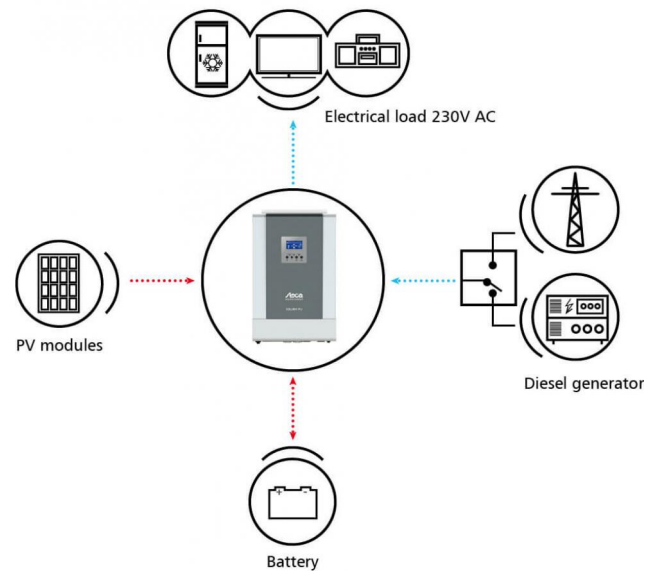 Electrical load 230V AC
PV modules
Steca
Diesel generator
+ -
Battery